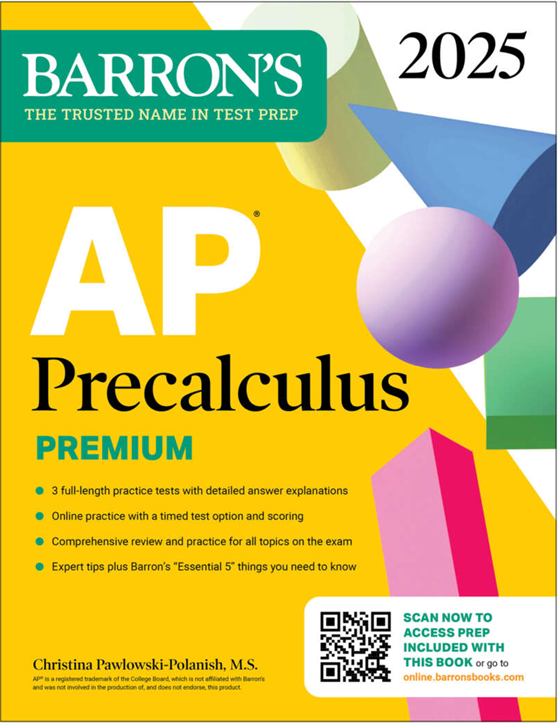 BARRON'S
THE TRUSTED NAME IN TEST PREP
2025
AP®
Precalculus
PREMIUM
● 3 full-length practice tests with detailed answer explanations
● Online practice with a timed test option and scoring
● Comprehensive review and practice for all topics on the exam
● Expert tips plus Barron's “Essential 5” things you need to know
SCAN NOW TO
ACCESS PREP
INCLUDED WITH
THIS BOOK or go to
online.barronsbooks.com
Christina Pawlowski-Polanish, M.S.
AP® is a registered trademark of the College Board, which is not affiliated with Barron's
and was not involved in the production of, and does not endorse, this product.